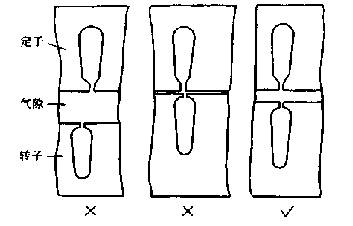 定子
气隙
转子
× × ✓